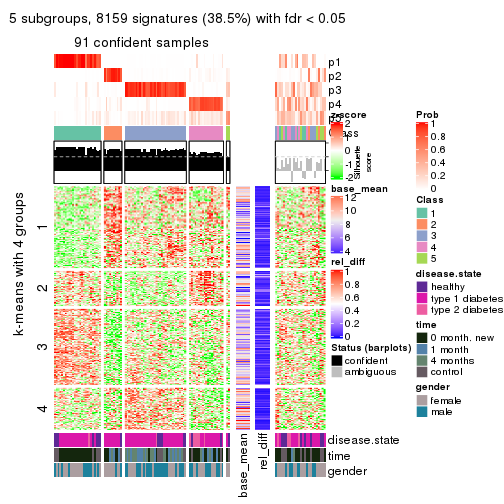 5 subgroups, 8159 signatures (38.5%) with fdr < 0.05
91 confident samples
p1
p2
p3
p4
Class
Silhouette
score
k-means with 4 groups
1
2
3
4
base_mean
rel_diff
disease.state
time
gender
z-score
2
1
0
-1
-2
base_mean
12
10
8
6
4
rel_diff
1
0.8
0.6
0.4
0.2
0
Status (barplots)
confident
ambiguous
Prob
1
0.8
0.6
0.4
0.2
0
Class
1
2
3
4
5
disease.state
healthy
type 1 diabetes
type 2 diabetes
time
0 month. new
1 month
4 months
control
gender
female
male